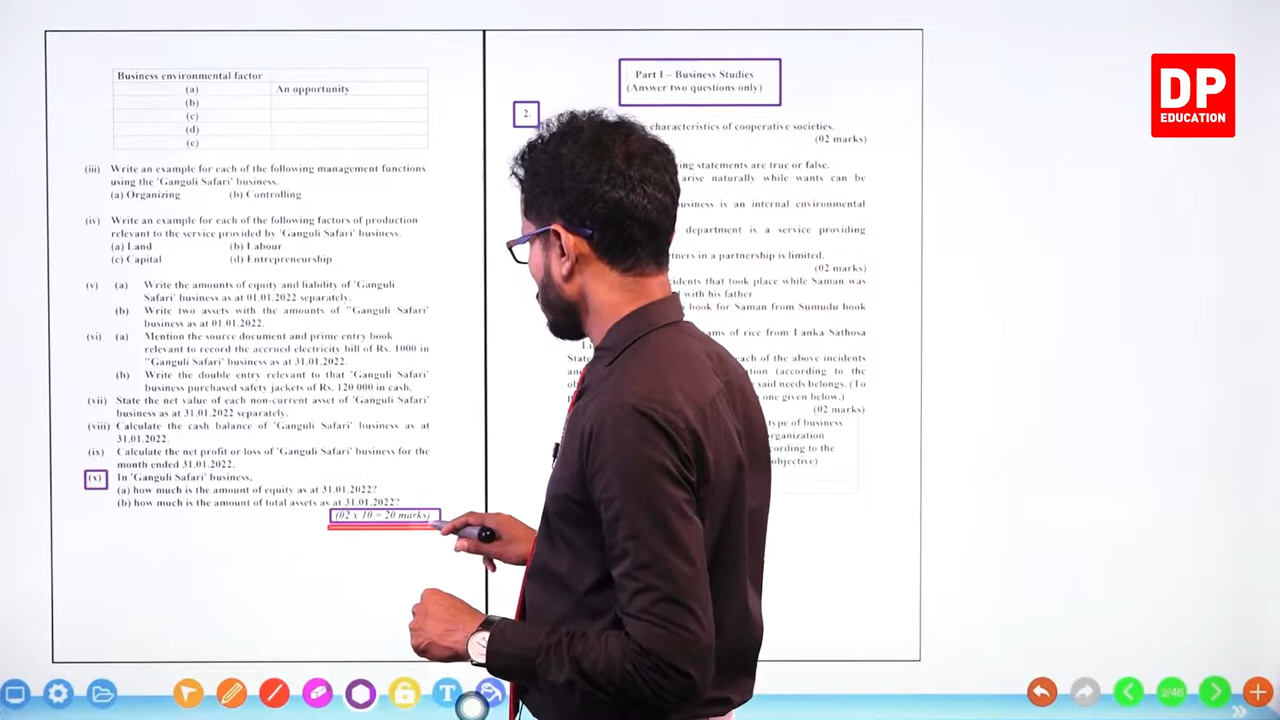 Business environmental factor
(a) An opportunity
(b)
(c)
(d)
(e)
(iii) Write an example for each of the following management functions
using the 'Ganguli Safari' business.
(a) Organizing (b) Controlling
(iv) Write an example for each of the following factors of production
relevant to the service provided by 'Ganguli Safari' business.
(a) Land (b) Labour
(c) Capital (d) Entrepreneurship
(v) (a) Write the amounts of equity and liability of 'Ganguli
Safari' business as at 01.01.2022 separately.
(b) Write two assets with the amounts of "Ganguli Safari'
business as at 01.01.2022.
(vi) (a) Mention the source document and prime entry book
relevant to record the accrued electricity bill of Rs. 1000 in
"Ganguli Safari' business as at 31.01.2022.
(b) Write the double entry relevant to that 'Ganguli Safari'
business purchased safety jackets of Rs. 120 000 in cash.
(vii) State the net value of each non-current asset of 'Ganguli Safari'
business as at 31.01.2022 separately.
(viii) Calculate the cash balance of 'Ganguli Safari' business as at
31.01.2022.
(ix) Calculate the net profit or loss of 'Ganguli Safari' business for the
month ended 31.01.2022.
(x) In 'Ganguli Safari' business,
(a) how much is the amount of equity as at 31.01.2022?
(b) how much is the amount of total assets as at 31.01.2022?
(02 x 10 = 20 marks)
Part I – Business Studies
(Answer two questions only)
2.
characteristics of cooperative societies.
(02 marks)
statements are true or false.
arise naturally while wants can be
is an internal environmental
department is a service providing
in a partnership is limited.
(02 marks)
that took place while Saman was
with his father
book for Saman from Sumudu book
of rice from Lanka Sathosa
of the above incidents
(according to the
said needs belongs. (To
one given below.)
(02 marks)
type of business
organization
to the
objective)
DP
EDUCATION
T
2/46